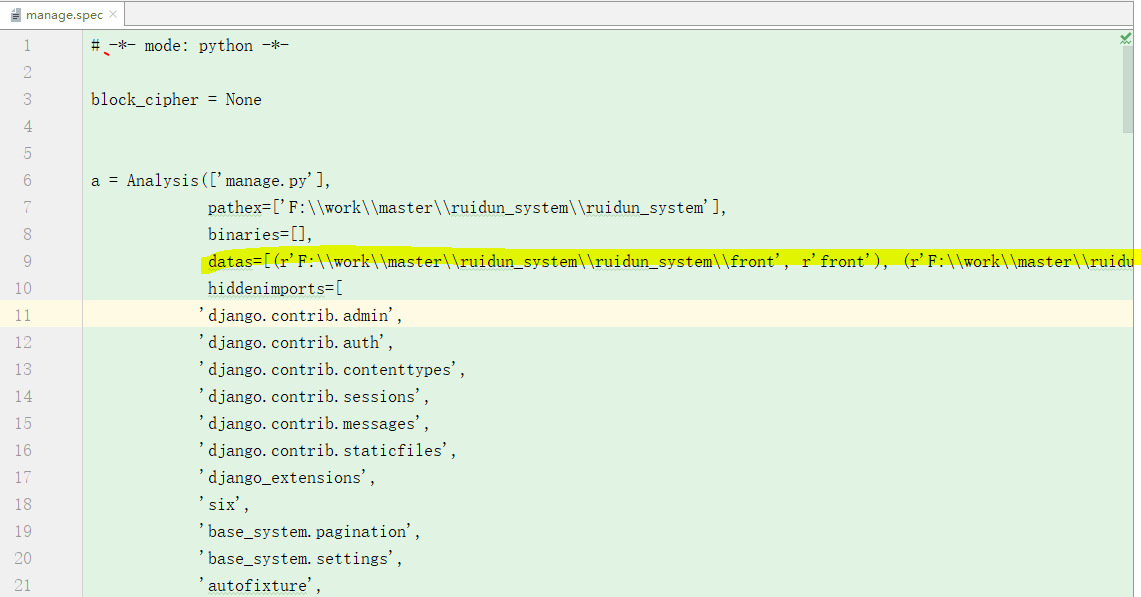 manage.spec
1 # -*- mode: python -*-
2
3 block_cipher = None
4
5
6 a = Analysis(['manage.py'],
7 pathex=['F:\\work\\master\\ruidun_system\\ruidun_system'],
8 binaries=[],
9 datas=[(r'F:\\work\\master\\ruidun_system\\ruidun_system\\front', r'front'), (r'F:\\work\\master\\ruidu
10 hiddenimports=[
11 'django.contrib.admin',
12 'django.contrib.auth',
13 'django.contrib.contenttypes',
14 'django.contrib.sessions',
15 'django.contrib.messages',
16 'django.contrib.staticfiles',
17 'django_extensions',
18 'six',
19 'base_system.pagination',
20 'base_system.settings',
21 'autofixture',